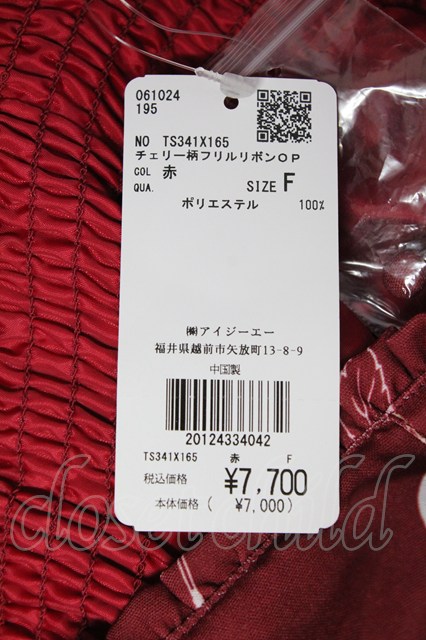 061024
195
NO TS341X165
チェリー柄フリルリボンOP
COL 赤
QUA. SIZE F
ポリエステル 100%
㈱アイジーエー
福井県越前市矢放町13-8-9
中国製
20124334042
TS341X165 赤 F
税込価格 ¥7,700
本体価格( ¥7,000)
closet child